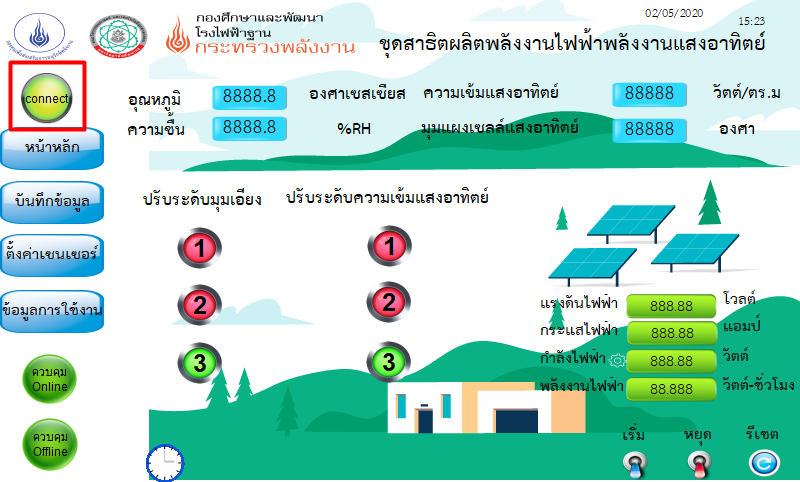 02/05/2020
15:23
กองศึกษาและพัฒนา
โรงไฟฟ้าฐาน
กระทรวงพลังงาน
ชุดสาธิตผลิตพลังงานไฟฟ้าพลังงานแสงอาทิตย์
connect
อุณหภูมิ 8888.8 องศาเซสเซียส ความเข้มแสงอาทิตย์ 88888 วัตต์/ตร.ม
ความชื้น 8888.8 %RH มุมแผงเซลล์แสงอาทิตย์ 88888 องศา
หน้าหลัก
บันทึกข้อมูล
ตั้งค่าเซนเซอร์
ข้อมูลการใช้งาน
ควบคุม
Online
ควบคุม
Offline
ปรับระดับมุมเอียง ปรับระดับความเข้มแสงอาทิตย์
1 1
2 2
3 3
แรงดันไฟฟ้า 888.88 โวลต์
กระแสไฟฟ้า 888.88 แอมป์
กำลังไฟฟ้า 888.88 วัตต์
พลังงานไฟฟ้า 88.888 วัตต์-ชั่วโมง
เริ่ม หยุด รีเซต